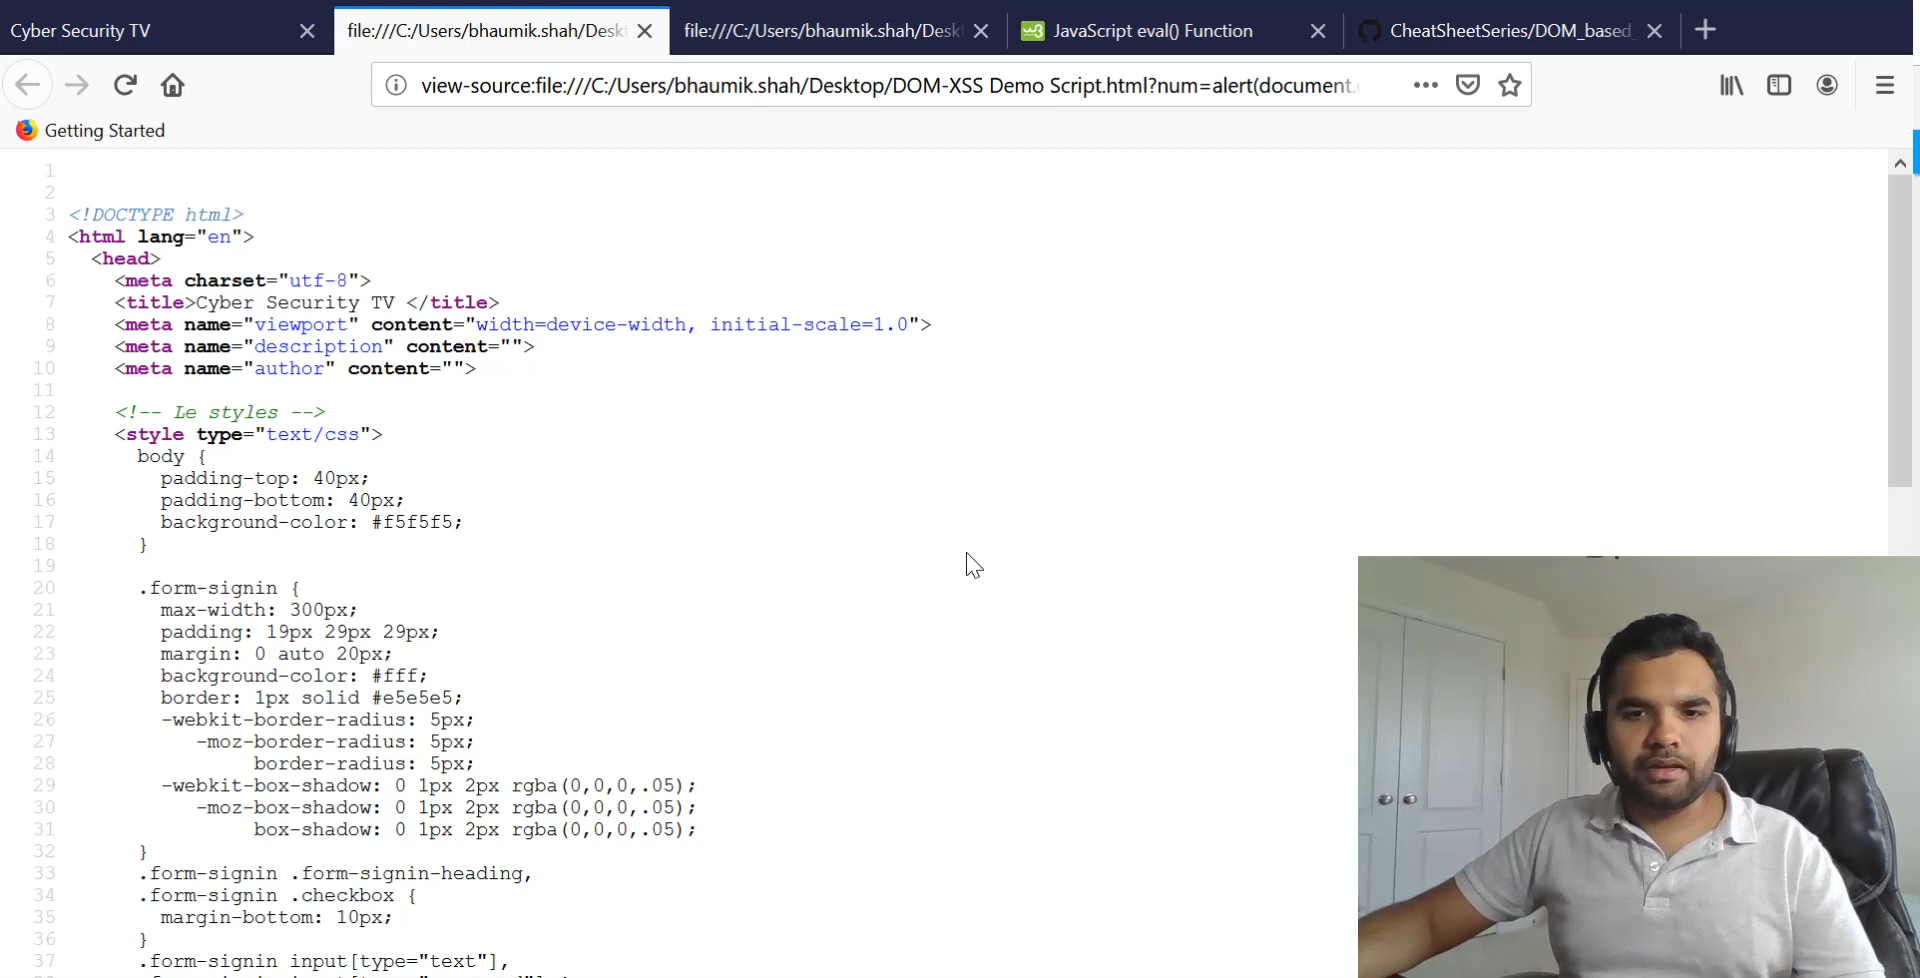 Cyber Security TV
file:///C:/Users/bhaumik.shah/Desk
file:///C:/Users/bhaumik.shah/Desk
JavaScript eval() Function
CheatSheetSeries/DOM_based_
view-source:file:///C:/Users/bhaumik.shah/Desktop/DOM-XSS Demo Script.html?num=alert(document.
Getting Started
1
2
3 <!DOCTYPE html>
4 <html lang="en">
5 <head>
6 <meta charset="utf-8">
7 <title>Cyber Security TV </title>
8 <meta name="viewport" content="width=device-width, initial-scale=1.0">
9 <meta name="description" content="">
10 <meta name="author" content="">
11
12 <!-- Le styles -->
13 <style type="text/css">
14 body {
15 padding-top: 40px;
16 padding-bottom: 40px;
17 background-color: #f5f5f5;
18 }
19
20 .form-signin {
21 max-width: 300px;
22 padding: 19px 29px 29px;
23 margin: 0 auto 20px;
24 background-color: #fff;
25 border: 1px solid #e5e5e5;
26 -webkit-border-radius: 5px;
27 -moz-border-radius: 5px;
28 border-radius: 5px;
29 -webkit-box-shadow: 0 1px 2px rgba(0,0,0,.05);
30 -moz-box-shadow: 0 1px 2px rgba(0,0,0,.05);
31 box-shadow: 0 1px 2px rgba(0,0,0,.05);
32 }
33 .form-signin .form-signin-heading,
34 .form-signin .checkbox {
35 margin-bottom: 10px;
36 }
37 .form-signin input[type="text"],